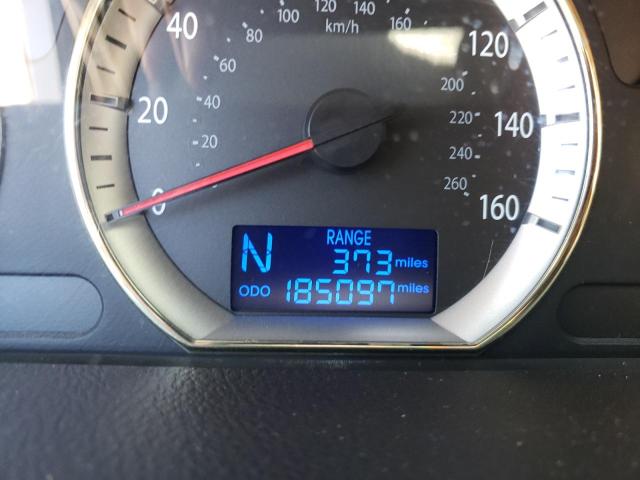 40 100 120 140 160 120
80 km/h
60 200
20 40 220 140
20 240
0 260 160
N RANGE
373 miles
ODO 185097 miles